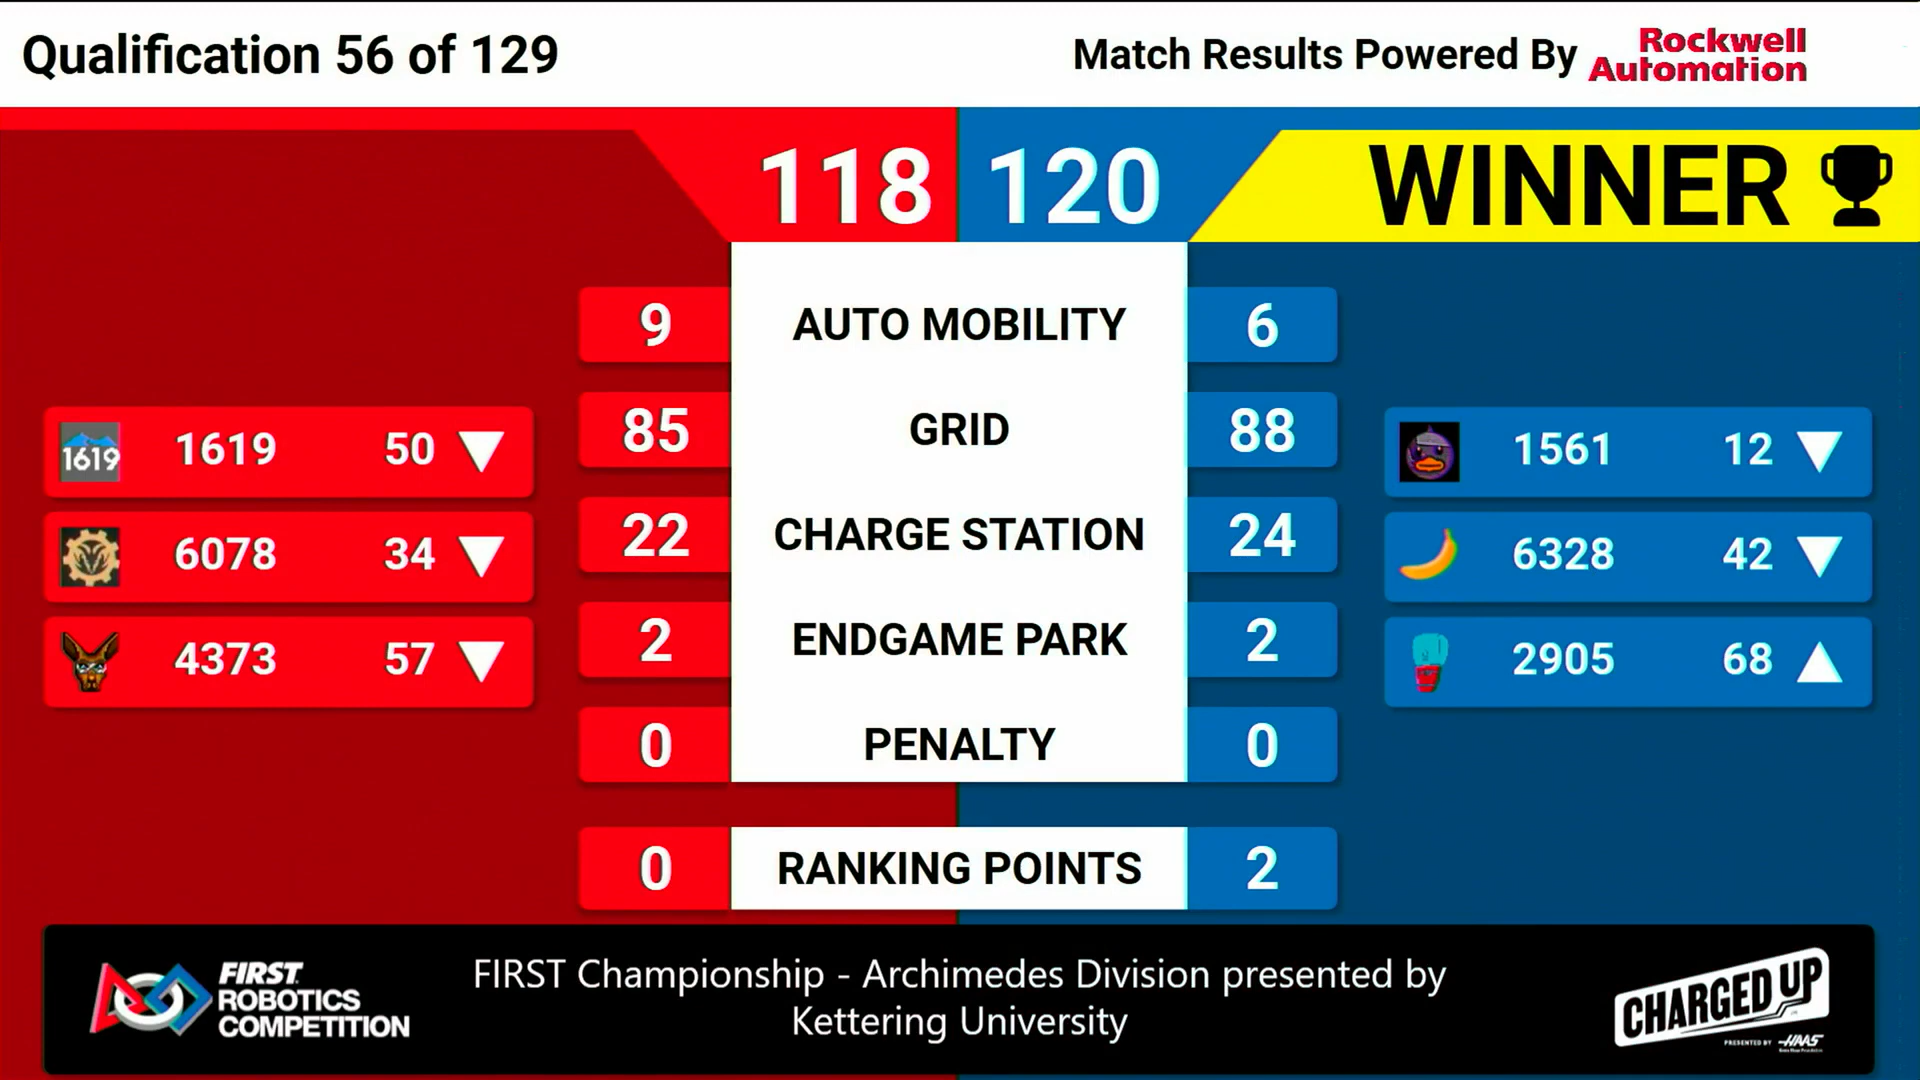 Qualification 56 of 129
Match Results Powered By
Rockwell
Automation
118 120 WINNER
9 AUTO MOBILITY 6
85 GRID 88
1619 1619 50 1561 12
22 CHARGE STATION 24
6078 34 6328 42
2 ENDGAME PARK 2
4373 57 2905 68
0 PENALTY 0
0 RANKING POINTS 2
FIRST
ROBOTICS
COMPETITION
FIRST Championship - Archimedes Division presented by
Kettering University
CHARGED UP
PRESENTED BY HAAS